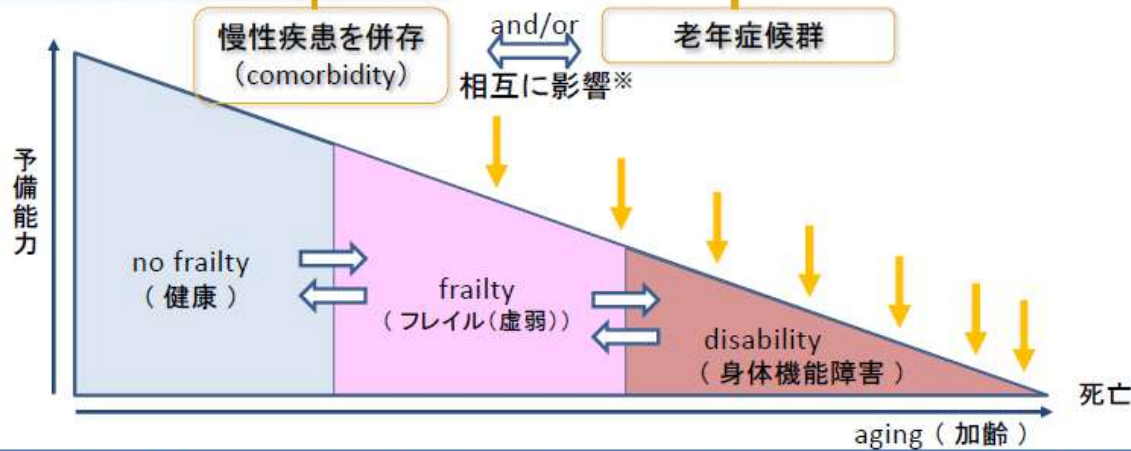 慢性疾患を併存
（comorbidity）
and/or
相互に影響※
老年症候群
予備能力
no frailty
（ 健康 ）
frailty
（ フレイル（虚弱））
disability
（ 身体機能障害 ）
死亡
aging（ 加齢 ）